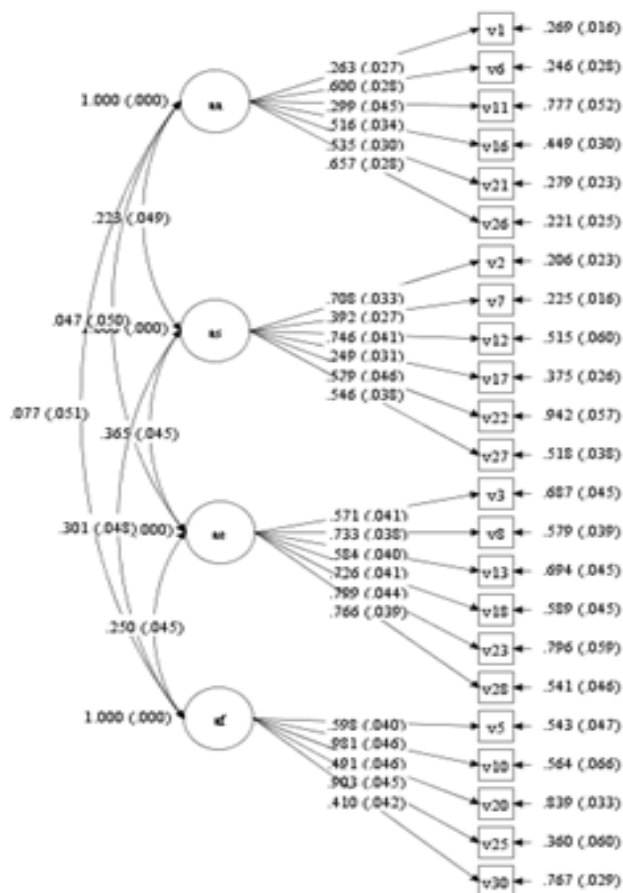 v1 .269 (.016)
.263 (.027)
v6 .246 (.028)
.600 (.028)
1.000 (.000)
v11 .777 (.052)
.299 (.045)
.516 (.034)
v16 .449 (.030)
.535 (.030)
v21 .279 (.023)
.657 (.028)
v26 .221 (.025)
.223 (.049)
v2 .206 (.023)
.708 (.033)
v7 .225 (.016)
.392 (.027)
.047 (.050) .000)
.746 (.041)
v12 .515 (.060)
.249 (.031)
v17 .375 (.026)
.579 (.046)
.546 (.038)
v22 .942 (.057)
.077 (.051)
.365 (.045)
v27 .518 (.038)
v3 .687 (.045)
.571 (.041)
.301 (.048) 000)
v8 .579 (.039)
.733 (.038)
.584 (.040)
v13 .694 (.045)
.726 (.041)
v18 .589 (.045)
.799 (.044)
.766 (.039)
v23 .796 (.059)
.250 (.045)
v28 .541 (.046)
1.000 (.000)
v5 .543 (.047)
.598 (.040)
.981 (.046)
v10 .564 (.066)
.491 (.046)
v20 .839 (.033)
.903 (.045)
.410 (.042)
v25 .360 (.060)
v30 .767 (.029)